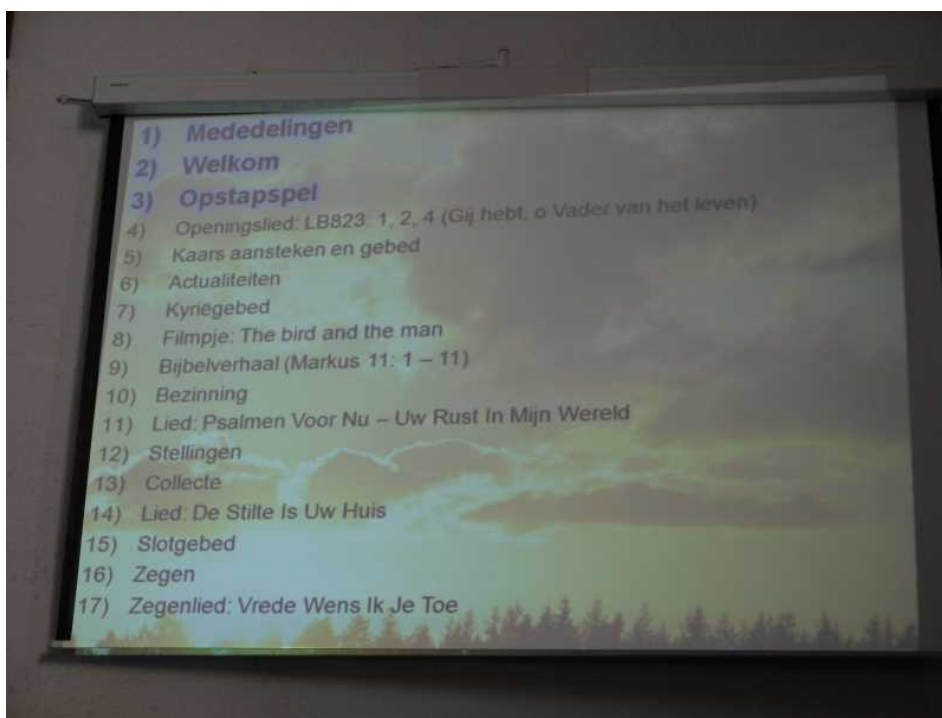 1) Mededelingen
2) Welkom
3) Opstapspel
4) Openingslied: LB823: 1, 2, 4 (Gij hebt, o Vader van het leven)
5) Kaars aansteken en gebed
6) Actualiteiten
7) Kyriëgebed
8) Filmpje: The bird and the man
9) Bijbelverhaal (Markus 11: 1 – 11)
10) Bezinning
11) Lied: Psalmen Voor Nu – Uw Rust In Mijn Wereld
12) Stellingen
13) Collecte
14) Lied: De Stilte Is Uw Huis
15) Slotgebed
16) Zegen
17) Zegenlied: Vrede Wens Ik Je Toe